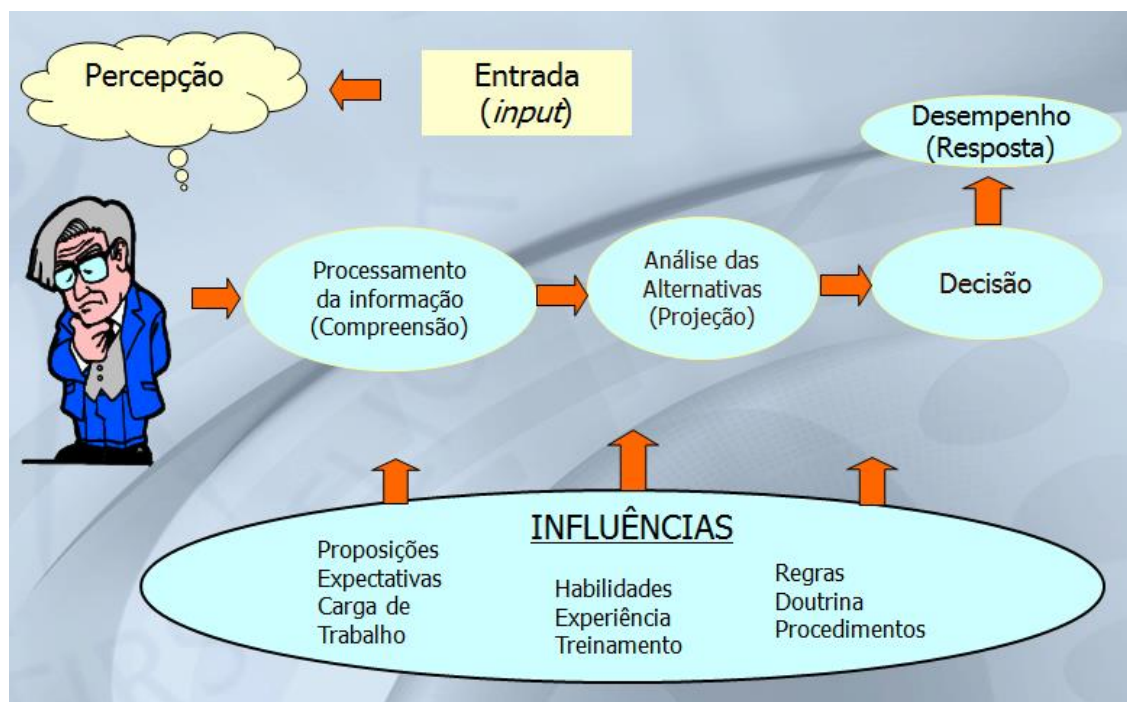 Percepção
Entrada
(input)
Desempenho
(Resposta)
Processamento
da informação
(Compreensão)
Análise das
Alternativas
(Projeção)
Decisão
INFLUÊNCIAS
Proposições
Expectativas
Carga de
Trabalho
Habilidades
Experiência
Treinamento
Regras
Doutrina
Procedimentos